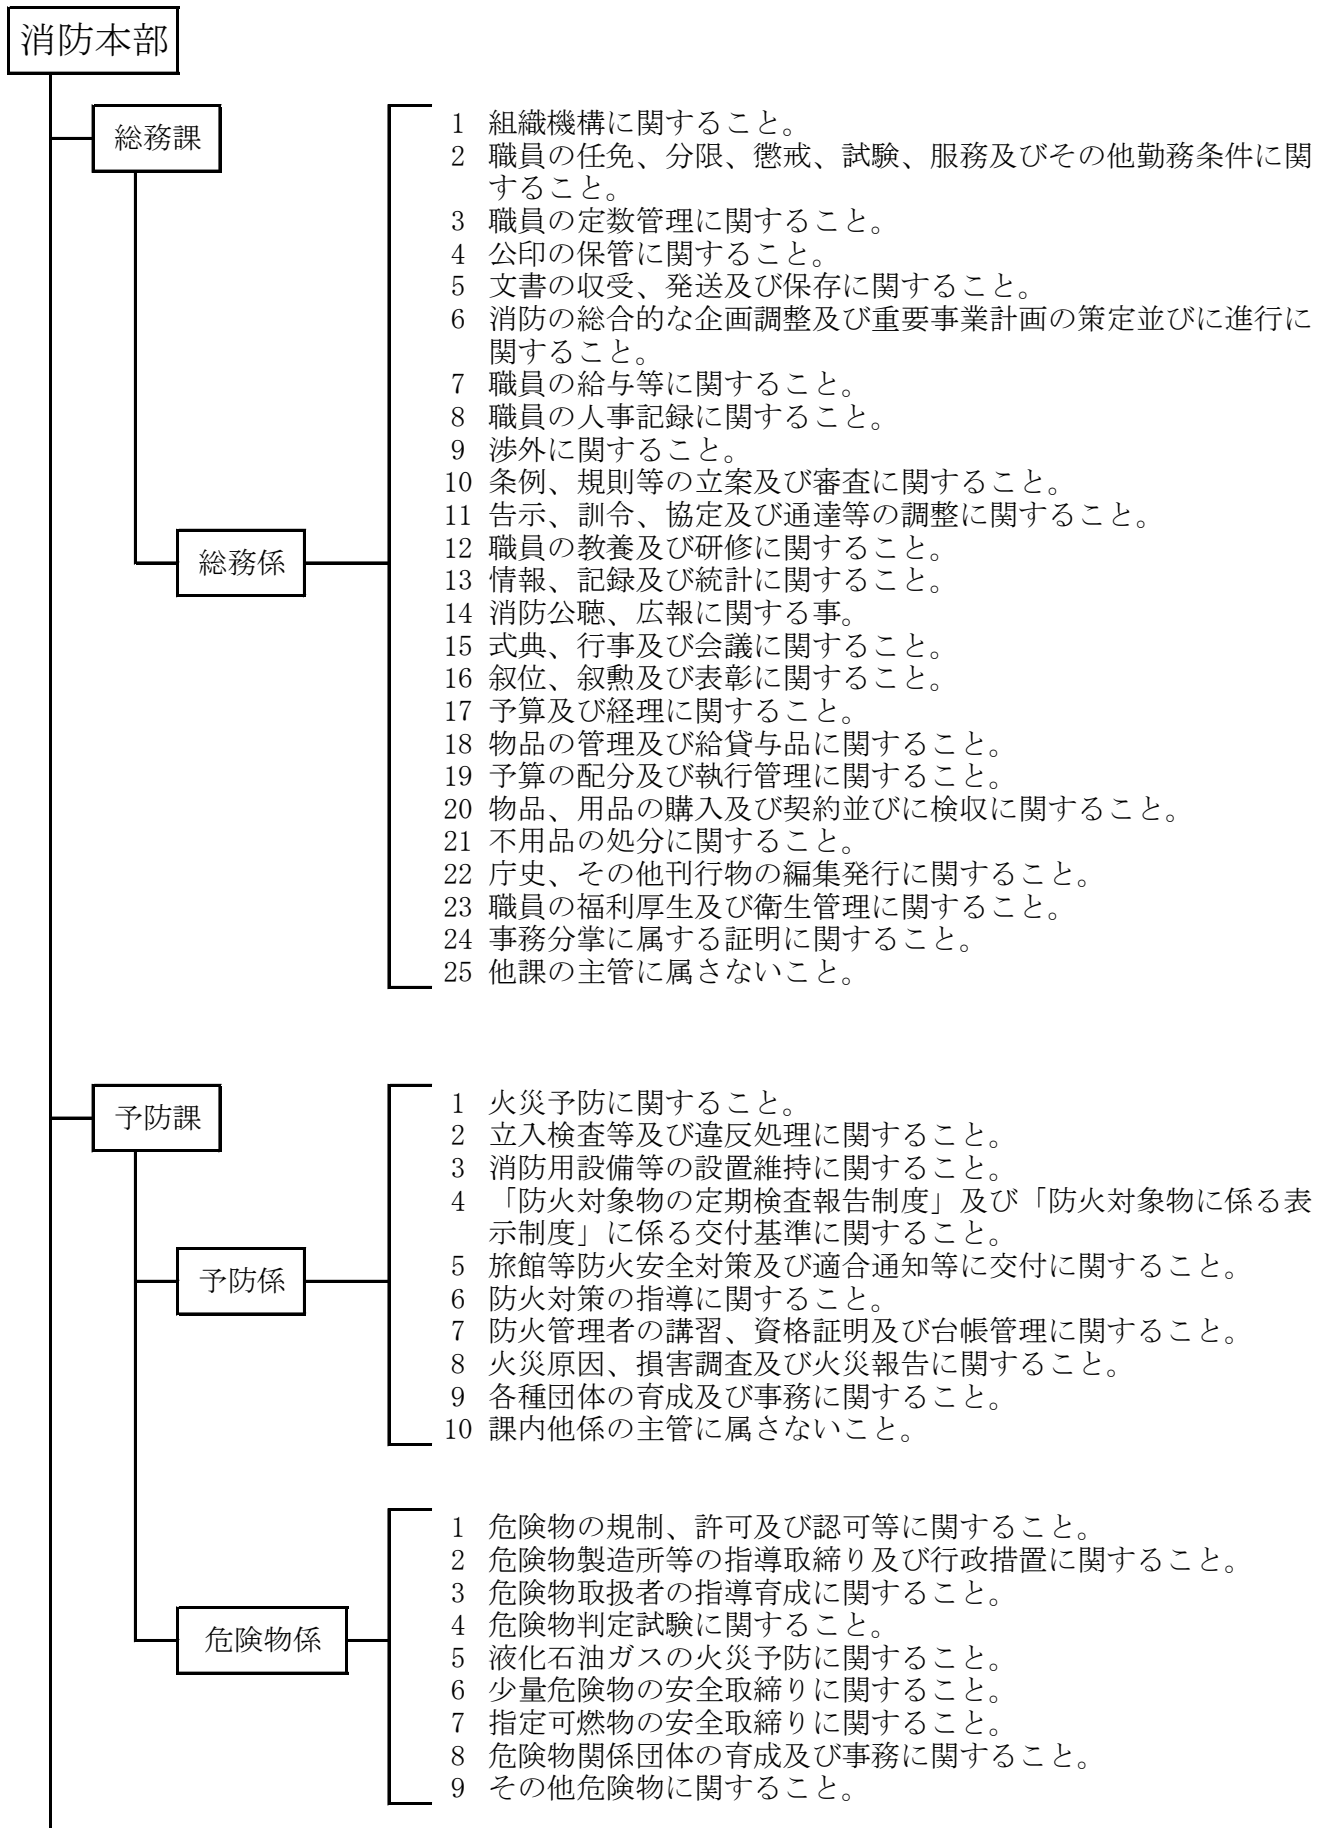 消防本部
総務課
総務係
1 組織機構に関すること。
2 職員の任免、分限、懲戒、試験、服務及びその他勤務条件に関
すること。
3 職員の定数管理に関すること。
4 公印の保管に関すること。
5 文書の収受、発送及び保存に関すること。
6 消防の総合的な企画調整及び重要事業計画の策定並びに進行に
関すること。
7 職員の給与等に関すること。
8 職員の人事記録に関すること。
9 渉外に関すること。
10 条例、規則等の立案及び審査に関すること。
11 告示、訓令、協定及び通達等の調整に関すること。
12 職員の教養及び研修に関すること。
13 情報、記録及び統計に関すること。
14 消防公聴、広報に関する事。
15 式典、行事及び会議に関すること。
16 叙位、叙勲及び表彰に関すること。
17 予算及び経理に関すること。
18 物品の管理及び給貸与品に関すること。
19 予算の配分及び執行管理に関すること。
20 物品、用品の購入及び契約並びに検収に関すること。
21 不用品の処分に関すること。
22 庁史、その他刊行物の編集発行に関すること。
23 職員の福利厚生及び衛生管理に関すること。
24 事務分掌に属する証明に関すること。
25 他課の主管に属さないこと。
予防課
予防係
1 火災予防に関すること。
2 立入検査等及び違反処理に関すること。
3 消防用設備等の設置維持に関すること。
4 「防火対象物の定期検査報告制度」及び「防火対象物に係る表
示制度」に係る交付基準に関すること。
5 旅館等防火安全対策及び適合通知等に交付に関すること。
6 防火対策の指導に関すること。
7 防火管理者の講習、資格証明及び台帳管理に関すること。
8 火災原因、損害調査及び火災報告に関すること。
9 各種団体の育成及び事務に関すること。
10 課内他係の主管に属さないこと。
危険物係
1 危険物の規制、許可及び認可等に関すること。
2 危険物製造所等の指導取締り及び行政措置に関すること。
3 危険物取扱者の指導育成に関すること。
4 危険物判定試験に関すること。
5 液化石油ガスの火災予防に関すること。
6 少量危険物の安全取締りに関すること。
7 指定可燃物の安全取締りに関すること。
8 危険物関係団体の育成及び事務に関すること。
9 その他危険物に関すること。